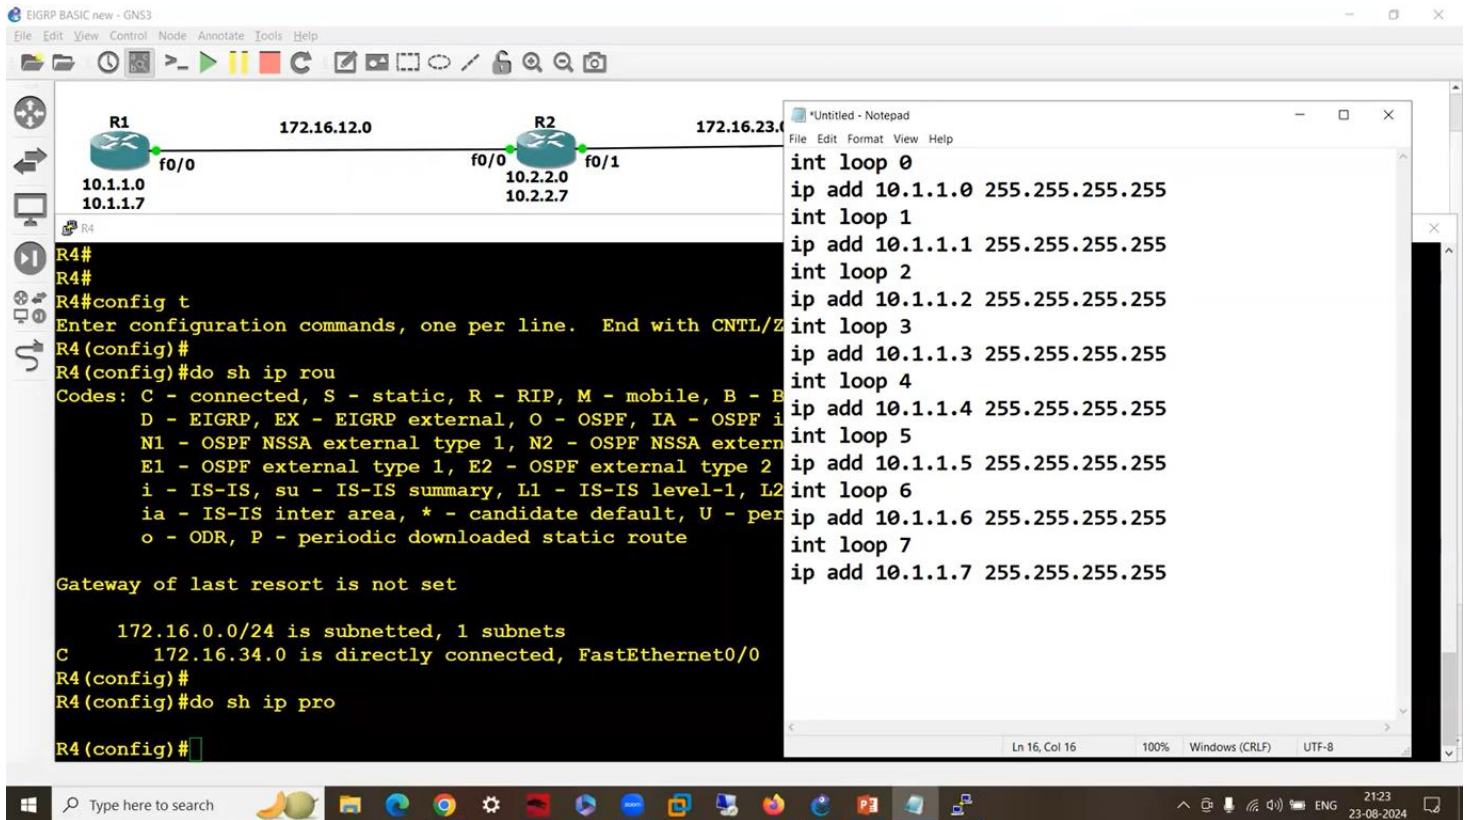 EIGRP BASIC new - GNS3
File Edit View Control Node Annotate Tools Help
R1
172.16.12.0
R2
172.16.23.0
f0/0
f0/0
f0/1
10.1.1.0
10.1.1.7
10.2.2.0
10.2.2.7
R4
R4#
R4#
R4#config t
Enter configuration commands, one per line. End with CNTL/Z
R4(config)#
R4(config)#do sh ip rou
Codes: C - connected, S - static, R - RIP, M - mobile, B - B
D - EIGRP, EX - EIGRP external, O - OSPF, IA - OSPF i
N1 - OSPF NSSA external type 1, N2 - OSPF NSSA extern
E1 - OSPF external type 1, E2 - OSPF external type 2
i - IS-IS, su - IS-IS summary, L1 - IS-IS level-1, L2
ia - IS-IS inter area, * - candidate default, U - per
o - ODR, P - periodic downloaded static route
Gateway of last resort is not set
172.16.0.0/24 is subnetted, 1 subnets
C 172.16.34.0 is directly connected, FastEthernet0/0
R4(config)#
R4(config)#do sh ip pro
R4(config)#
*Untitled - Notepad
File Edit Format View Help
int loop 0
ip add 10.1.1.0 255.255.255.255
int loop 1
ip add 10.1.1.1 255.255.255.255
int loop 2
ip add 10.1.1.2 255.255.255.255
int loop 3
ip add 10.1.1.3 255.255.255.255
int loop 4
ip add 10.1.1.4 255.255.255.255
int loop 5
ip add 10.1.1.5 255.255.255.255
int loop 6
ip add 10.1.1.6 255.255.255.255
int loop 7
ip add 10.1.1.7 255.255.255.255
Ln 16, Col 16 100% Windows (CRLF) UTF-8
Type here to search
zoom
ENG
21:23
23-08-2024